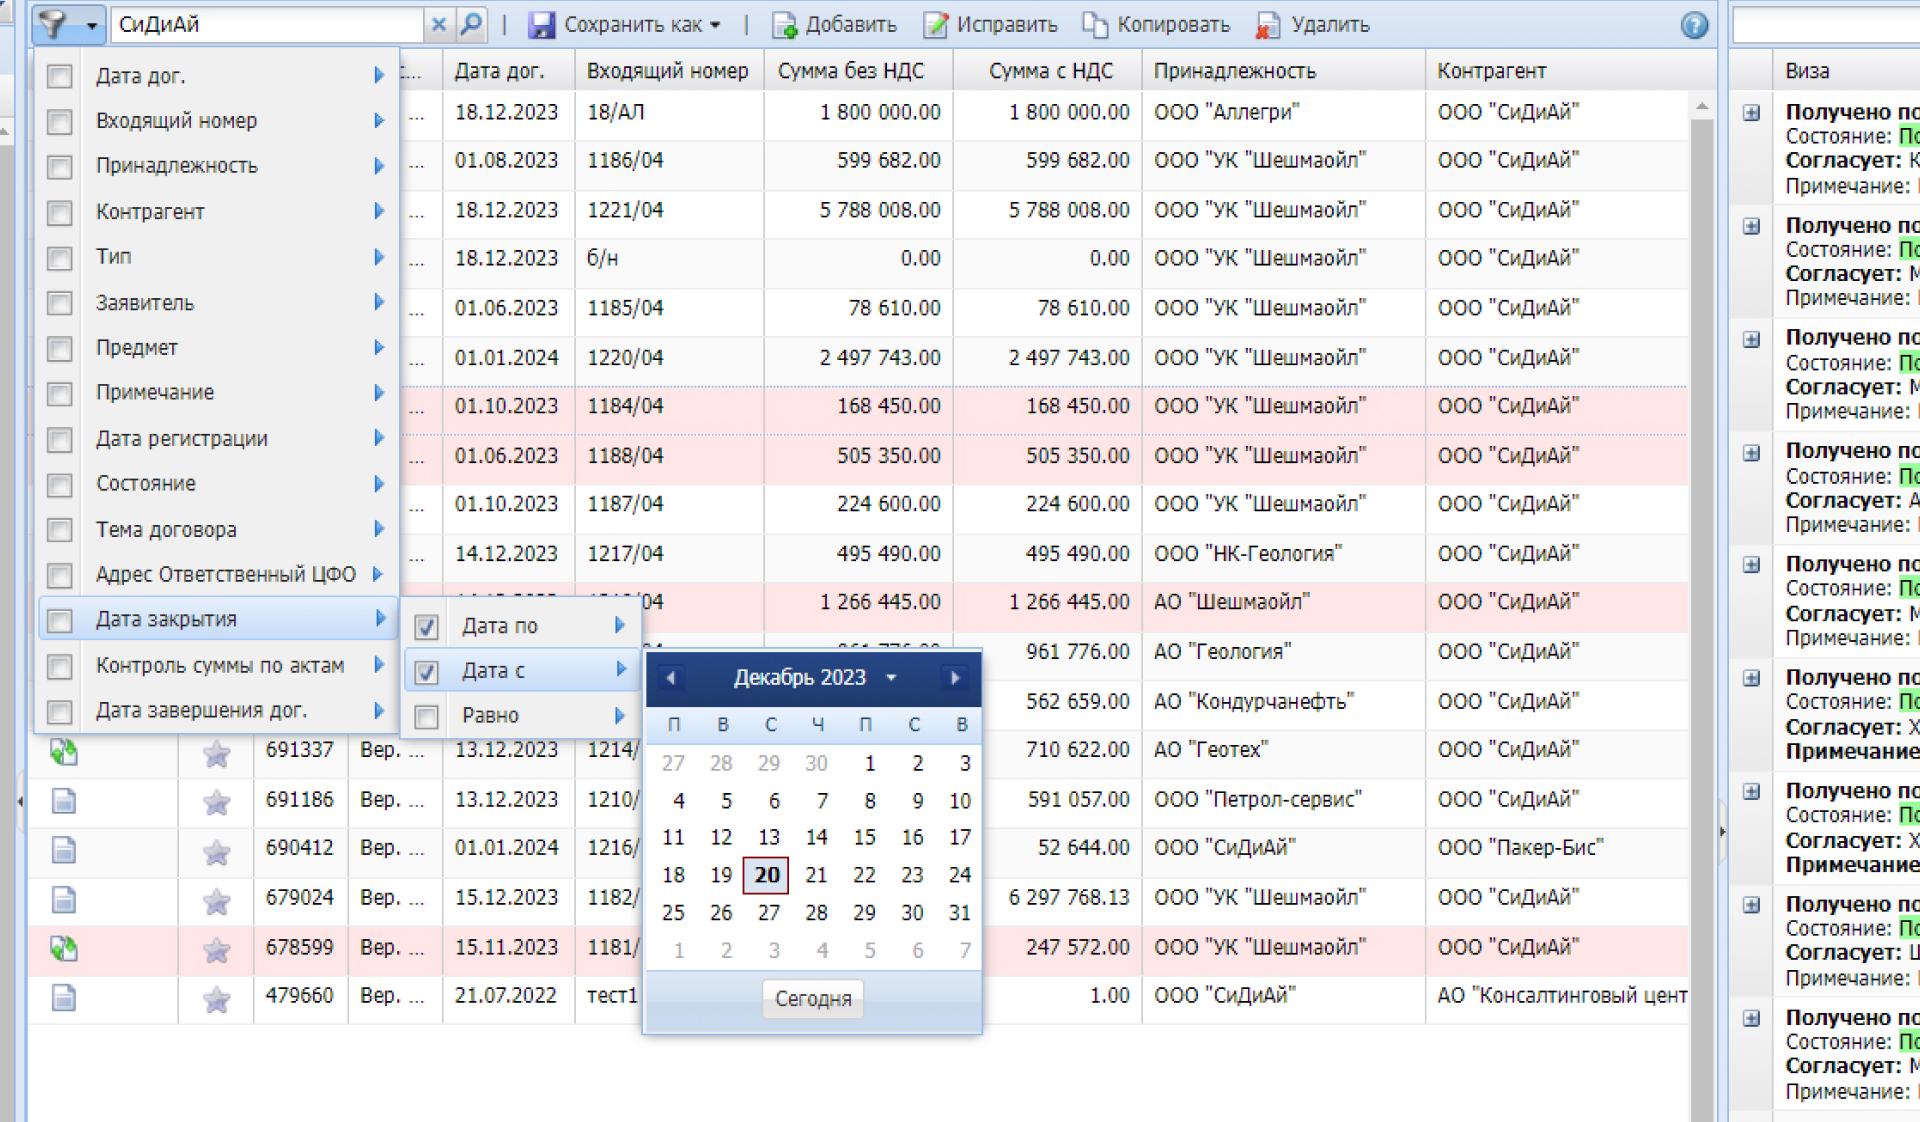 СиДиАй
Сохранить как
Добавить
Исправить
Копировать
Удалить
Дата дог.
Входящий номер
Принадлежность
Контрагент
Тип
Заявитель
Предмет
Примечание
Дата регистрации
Состояние
Тема договора
Адрес Ответственный ЦФО
Дата закрытия
Контроль суммы по актам
Дата завершения дог.
Дата по
Дата с
Равно
Декабрь 2023
П В С Ч П С В
27 28 29 30 1 2 3
4 5 6 7 8 9 10
11 12 13 14 15 16 17
18 19 20 21 22 23 24
25 26 27 28 29 30 31
1 2 3 4 5 6 7
Сегодня
Дата дог. Входящий номер Сумма без НДС Сумма с НДС Принадлежность Контрагент
... 18.12.2023 18/АЛ 1 800 000.00 1 800 000.00 ООО "Аллегри" ООО "СиДиАй"
... 01.08.2023 1186/04 599 682.00 599 682.00 ООО "УК "Шешмаойл" ООО "СиДиАй"
... 18.12.2023 1221/04 5 788 008.00 5 788 008.00 ООО "УК "Шешмаойл" ООО "СиДиАй"
... 18.12.2023 б/н 0.00 0.00 ООО "УК "Шешмаойл" ООО "СиДиАй"
... 01.06.2023 1185/04 78 610.00 78 610.00 ООО "УК "Шешмаойл" ООО "СиДиАй"
... 01.01.2024 1220/04 2 497 743.00 2 497 743.00 ООО "УК "Шешмаойл" ООО "СиДиАй"
... 01.10.2023 1184/04 168 450.00 168 450.00 ООО "УК "Шешмаойл" ООО "СиДиАй"
... 01.06.2023 1188/04 505 350.00 505 350.00 ООО "УК "Шешмаойл" ООО "СиДиАй"
... 01.10.2023 1187/04 224 600.00 224 600.00 ООО "УК "Шешмаойл" ООО "СиДиАй"
... 14.12.2023 1217/04 495 490.00 495 490.00 ООО "НК-Геология" ООО "СиДиАй"
/04 1 266 445.00 1 266 445.00 АО "Шешмаойл" ООО "СиДиАй"
961 776.00 АО "Геология" ООО "СиДиАй"
562 659.00 АО "Кондурчанефть" ООО "СиДиАй"
691337 Вер. ... 13.12.2023 1214/ 710 622.00 АО "Геотех" ООО "СиДиАй"
691186 Вер. ... 13.12.2023 1210/ 591 057.00 ООО "Петрол-сервис" ООО "СиДиАй"
690412 Вер. ... 01.01.2024 1216/ 52 644.00 ООО "СиДиАй" ООО "Пакер-Бис"
679024 Вер. ... 15.12.2023 1182/ 6 297 768.13 ООО "УК "Шешмаойл" ООО "СиДиАй"
678599 Вер. ... 15.11.2023 1181/ 247 572.00 ООО "УК "Шешмаойл" ООО "СиДиАй"
479660 Вер. ... 21.07.2022 тест1 1.00 ООО "СиДиАй" АО "Консалтинговый цент
Виза
Получено по
Состояние: По
Согласует: К
Примечание:
Получено по
Состояние: По
Согласует: М
Примечание:
Получено по
Состояние: По
Согласует: М
Примечание:
Получено по
Состояние: По
Согласует: А
Примечание:
Получено по
Состояние: По
Согласует: М
Примечание:
Получено по
Состояние: По
Согласует: Х
Примечание
Получено по
Состояние: По
Согласует: Х
Примечание
Получено по
Состояние: По
Согласует: Ш
Примечание:
Получено по
Состояние: По
Согласует: М
Примечание: